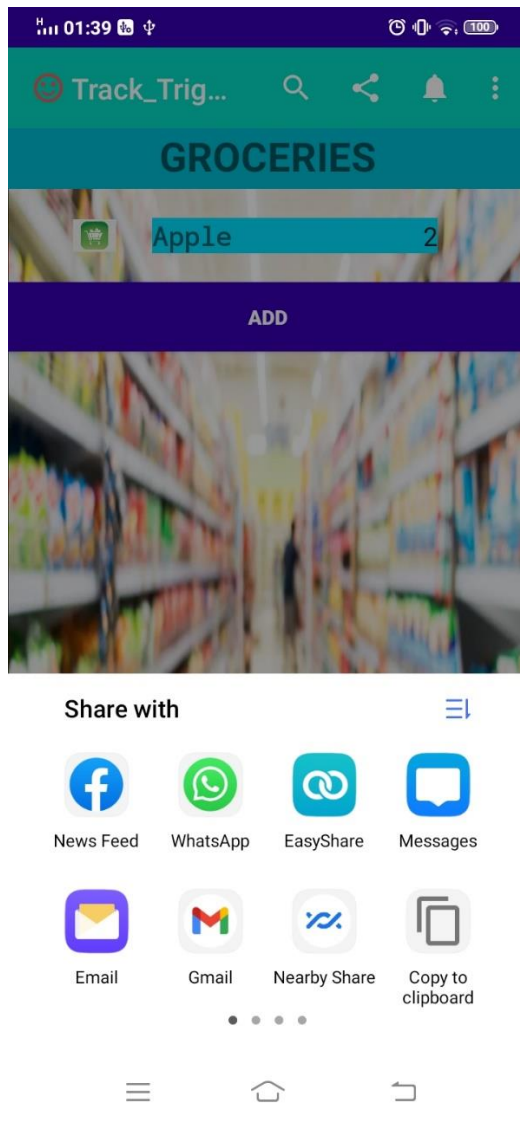 H 01:39 100
Track_Trig...
GROCERIES
Apple 2
ADD
Share with
News Feed WhatsApp EasyShare Messages
Email Gmail Nearby Share Copy to
clipboard